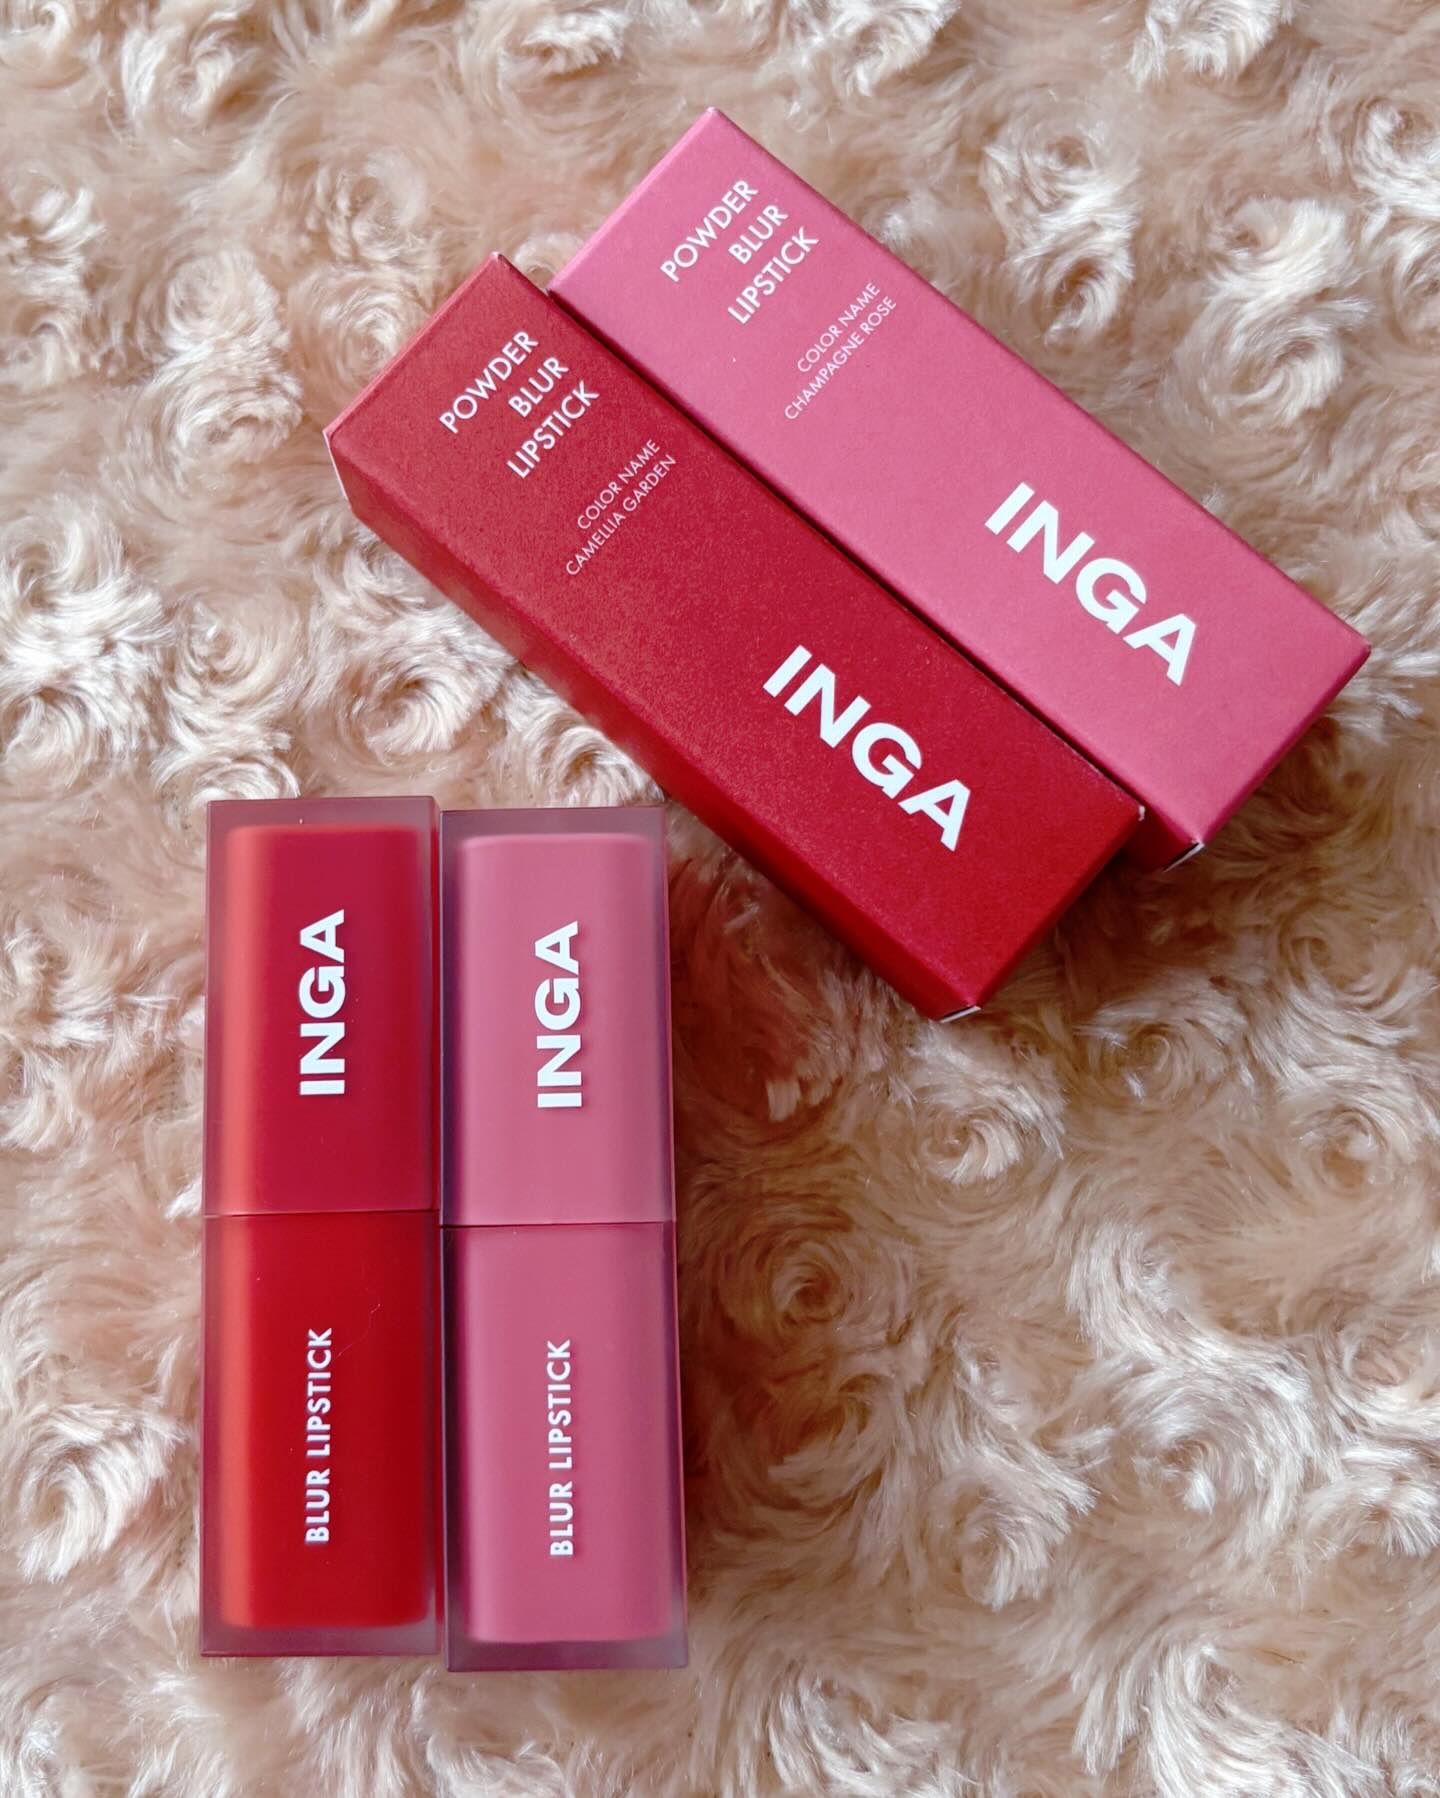 POWDER
BLUR
LIPSTICK
COLOR NAME
CHAMPAGNE ROSE
INGA
POWDER
BLUR
LIPSTICK
COLOR NAME
CAMELLIA GARDEN
INGA
INGA
BLUR LIPSTICK
INGA
BLUR LIPSTICK